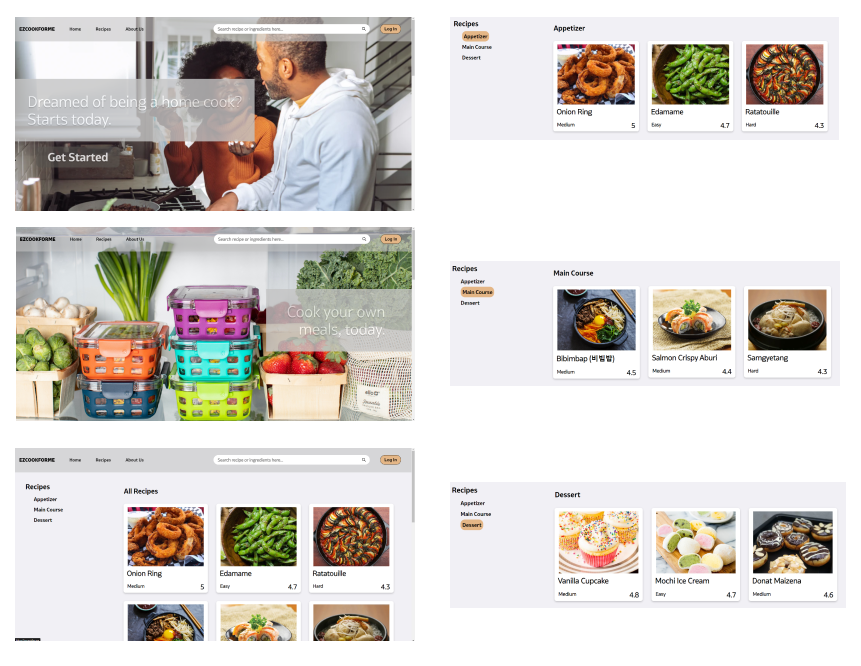 EZCOOKFORME Home Recipes About Us Search recipe or ingredients here... Log In
Dreamed of being a home cook?
Starts today.
Get Started
Recipes
Appetizer
Main Course
Dessert
Appetizer
Onion Ring Edamame Ratatouille
Medium 5 Easy 4.7 Hard 4.3
EZCOOKFORME Home Recipes About Us Search recipe or ingredients here... Log In
Cook your own
meals, today.
Recipes
Appetizer
Main Course
Dessert
Main Course
Bibimbap (비빔밥) Salmon Crispy Aburi Samgyetang
Medium 4.5 Medium 4.4 Hard 4.3
EZCOOKFORME Home Recipes About Us Search recipe or ingredients here... Log In
Recipes
Appetizer
Main Course
Dessert
All Recipes
Onion Ring Edamame Ratatouille
Medium 5 Easy 4.7 Hard 4.3
Recipes
Appetizer
Main Course
Dessert
Dessert
Vanilla Cupcake Mochi Ice Cream Donat Maizena
Medium 4.8 Easy 4.7 Medium 4.6